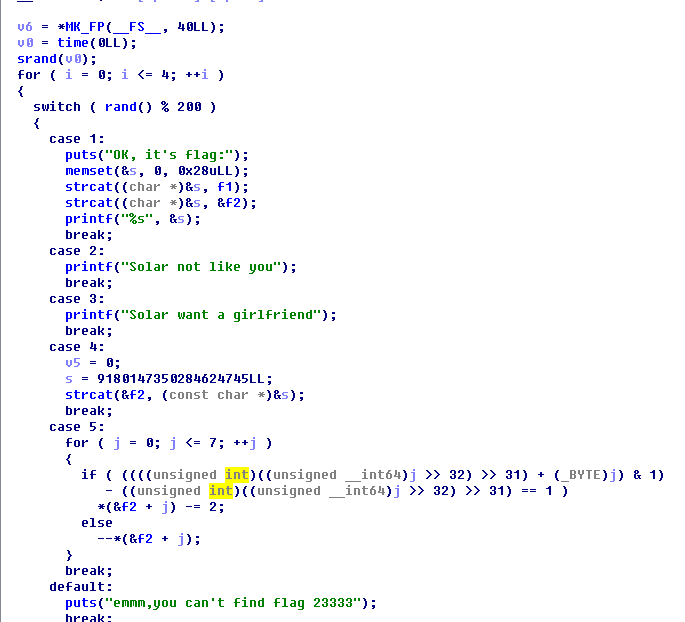 v6 = *MK_FP(__FS__, 40LL);
v0 = time(0LL);
srand(v0);
for ( i = 0; i <= 4; ++i )
{
switch ( rand() % 200 )
{
case 1:
puts("OK, it's flag:");
memset(&s, 0, 0x28uLL);
strcat((char *)&s, f1);
strcat((char *)&s, &f2);
printf("%s", &s);
break;
case 2:
printf("Solar not like you");
break;
case 3:
printf("Solar want a girlfriend");
break;
case 4:
v5 = 0;
s = 9180147350284624745LL;
strcat(&f2, (const char *)&s);
break;
case 5:
for ( j = 0; j <= 7; ++j )
{
if ( ((((unsigned int)((unsigned __int64)j >> 32) >> 31) + (_BYTE)j) & 1)
- ((unsigned int)((unsigned __int64)j >> 32) >> 31) == 1 )
*(&f2 + j) -= 2;
else
--*(&f2 + j);
}
break;
default:
puts("emmm,you can't find flag 23333");
break;